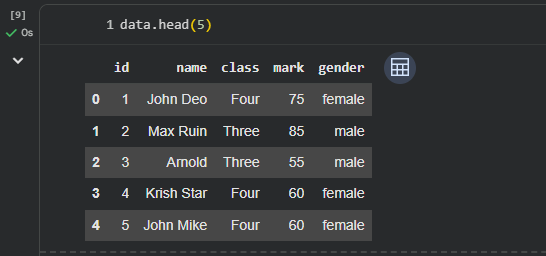 [9]
0s
1 data.head(5)
id name class mark gender
0 1 John Deo Four 75 female
1 2 Max Ruin Three 85 male
2 3 Arnold Three 55 male
3 4 Krish Star Four 60 female
4 5 John Mike Four 60 female